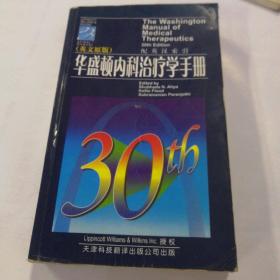 The Washington
Manual of
Medical
Therapeutics
30th Edition
(英文原版)
配英汉索引
华盛顿内科治疗学手册
Edited by
Shubhada N. Ahya
Kellie Flood
Subramanian Paranjothi
30th
Lippincott Williams & Wilkins Inc. 授权
天津科技翻译出版公司出版